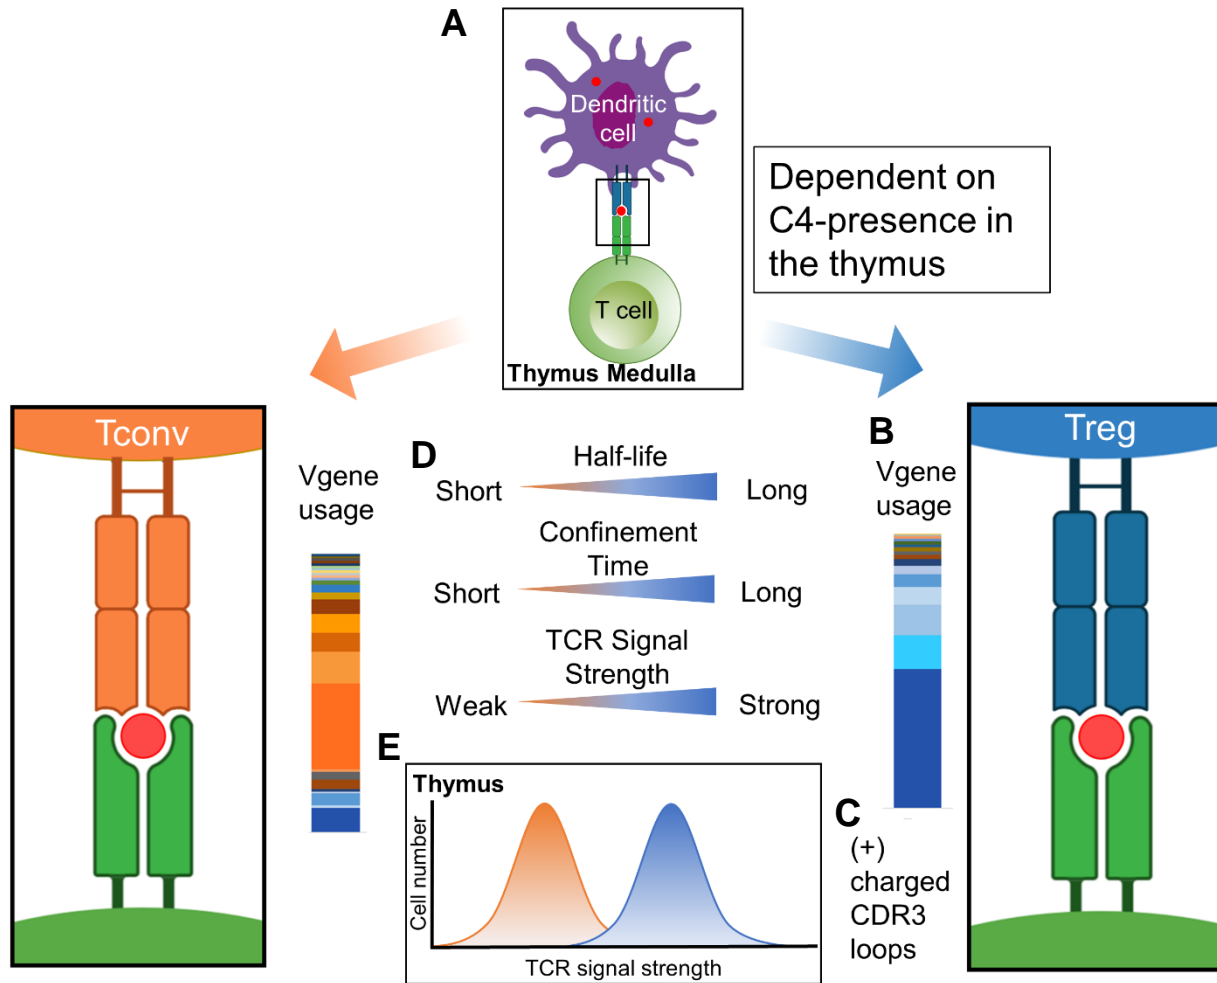 A
Dendritic
cell
T cell
Thymus Medulla
Dependent on
C4-presence in
the thymus
Tconv
Vgene
usage
D
Half-life
Short
Long
Confinement
Time
Short
Long
TCR Signal
Strength
Weak
Strong
B
Vgene
usage
Treg
E
Thymus
Cell number
TCR signal strength
C
(+)
charged
CDR3
loops